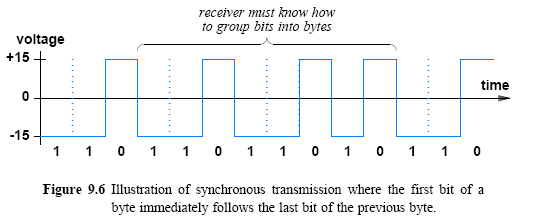 receiver must know how
to group bits into bytes
voltage
+15
0
time
-15
1 1 0 1 1 0 1 1 0 1 0 1 1 0
Figure 9.6 Illustration of synchronous transmission where the first bit of a
byte immediately follows the last bit of the previous byte.